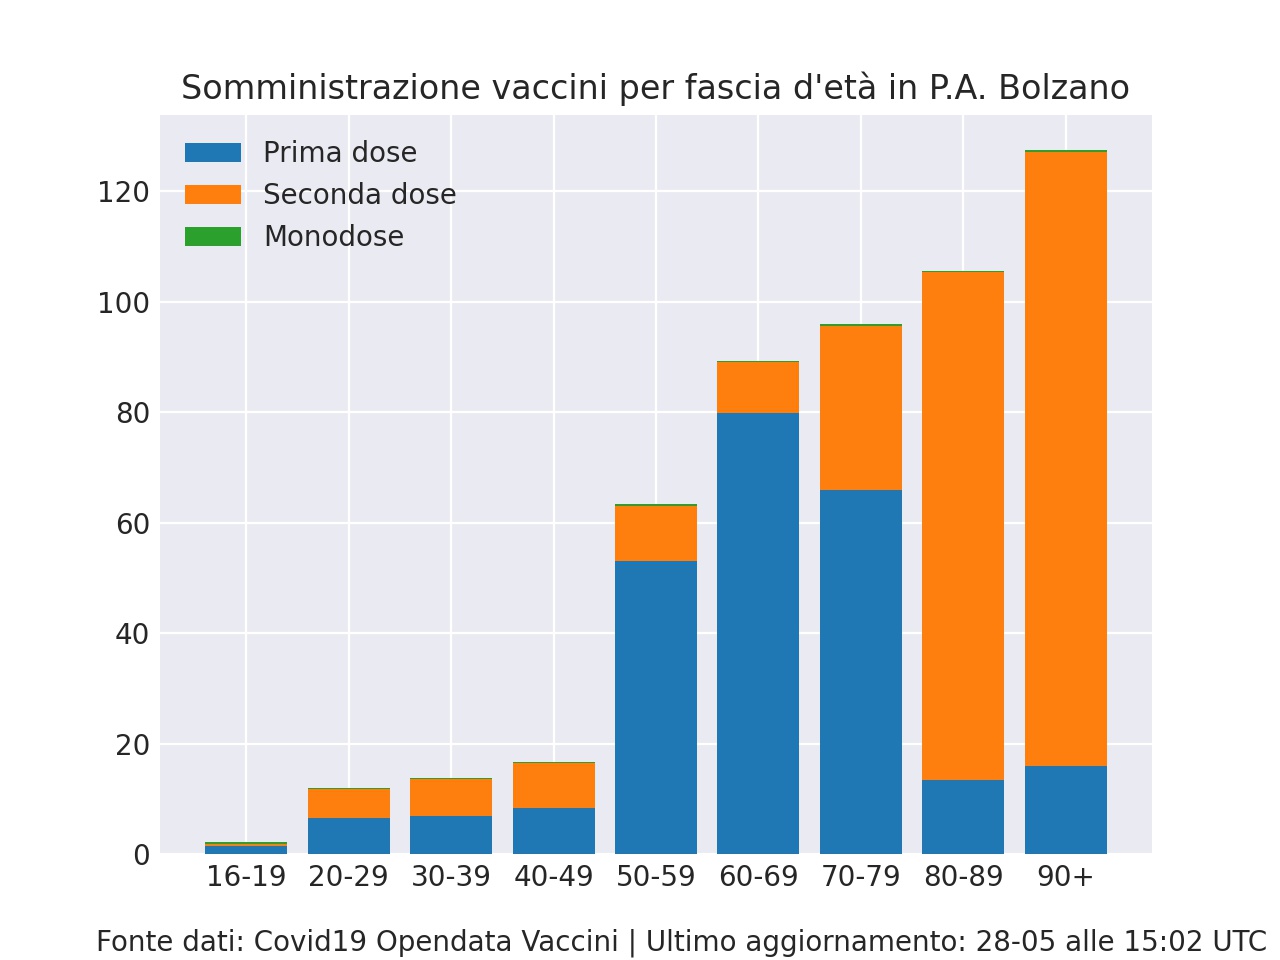 Somministrazione vaccini per fascia d'età in P.A. Bolzano
Prima dose
Seconda dose
Monodose
120
100
80
60
40
20
0
16-19 20-29 30-39 40-49 50-59 60-69 70-79 80-89 90+
Fonte dati: Covid19 Opendata Vaccini | Ultimo aggiornamento: 28-05 alle 15:02 UTC